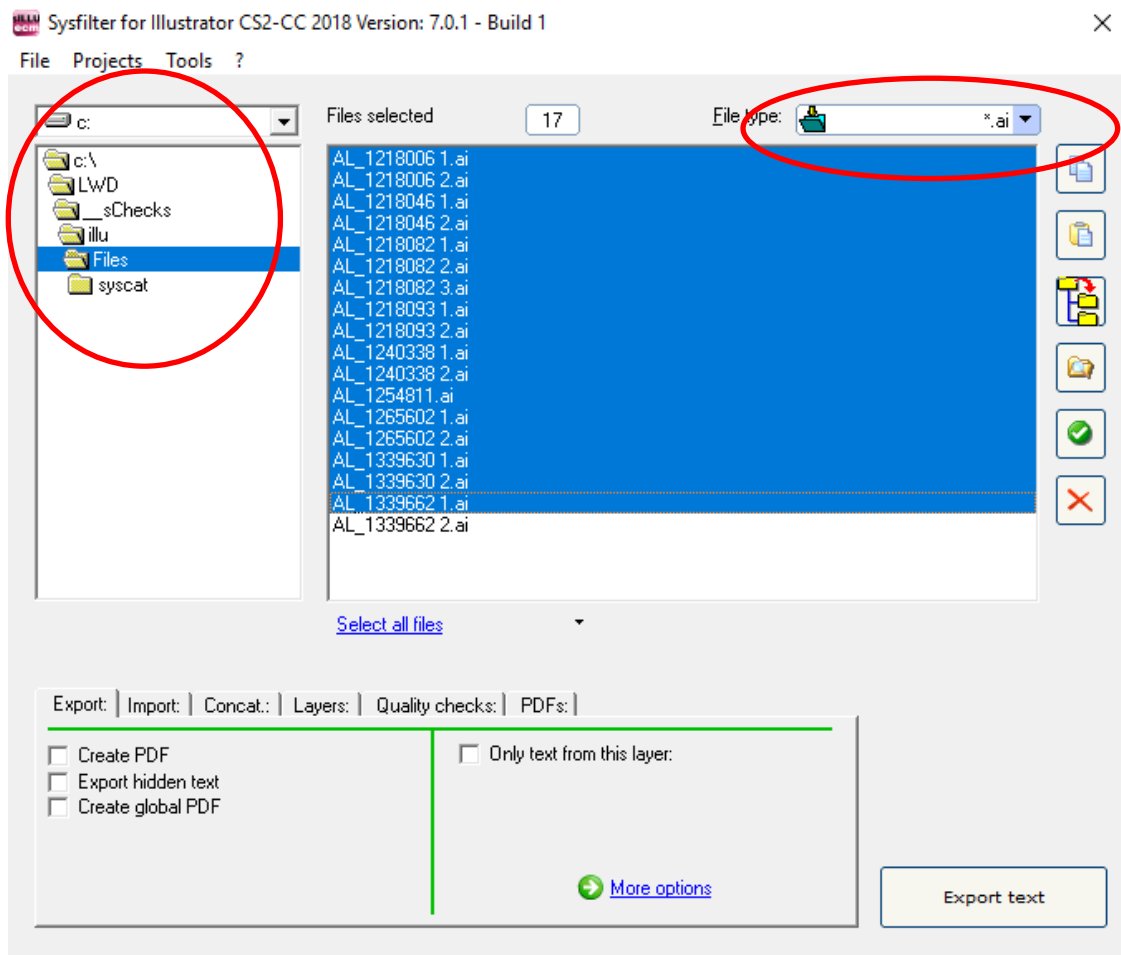 ILLU
ecm
Sysfilter for Illustrator CS2-CC 2018 Version: 7.0.1 - Build 1
File Projects Tools ?
c:
Files selected 17 File type: *.ai
c:\
LWD
__sChecks
illu
Files
syscat
AL_1218006 1.ai
AL_1218006 2.ai
AL_1218046 1.ai
AL_1218046 2.ai
AL_1218082 1.ai
AL_1218082 2.ai
AL_1218082 3.ai
AL_1218093 1.ai
AL_1218093 2.ai
AL_1240338 1.ai
AL_1240338 2.ai
AL_1254811.ai
AL_1265602 1.ai
AL_1265602 2.ai
AL_1339630 1.ai
AL_1339630 2.ai
AL_1339662 1.ai
AL_1339662 2.ai
Select all files
Export: Import: Concat.: Layers: Quality checks: PDFs:
Create PDF
Export hidden text
Create global PDF
Only text from this layer:
More options
Export text